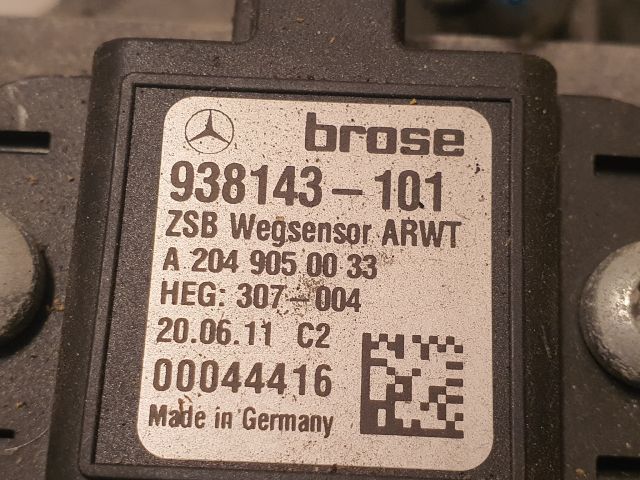 brose
938143-101
ZSB Wegsensor ARWT
A 204 905 00 33
HEG: 307-004
20.06.11 C2
00044416
Made in Germany